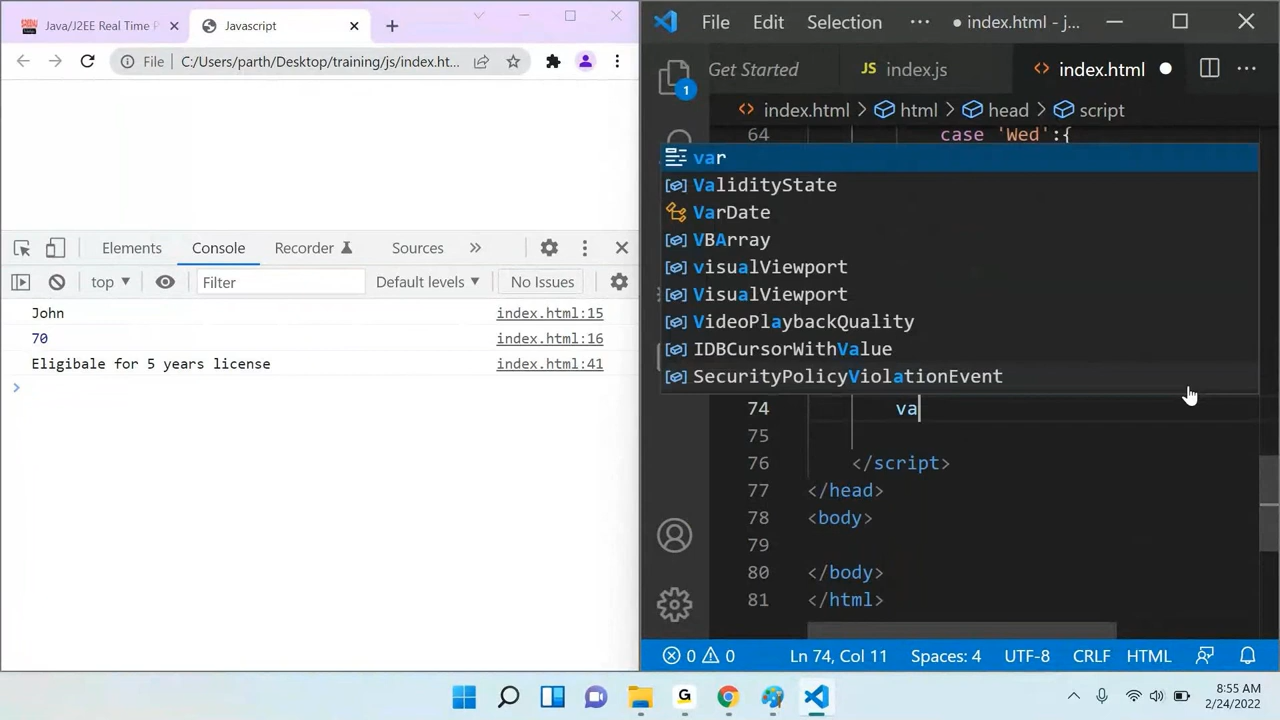 Java/J2EE Real Time P
Javascript
File C:/Users/parth/Desktop/training/js/index.ht...
Elements Console Recorder Sources
top Filter Default levels No Issues
John index.html:15
70 index.html:16
Eligibale for 5 years license index.html:41
File Edit Selection ··· ● index.html - j...
1
Get Started JS index.js <> index.html
<> index.html > html > head > script
64 case 'Wed':{
var
ValidityState
VarDate
VBArray
visualViewport
VisualViewport
VideoPlaybackQuality
IDBCursorWithValue
SecurityPolicyViolationEvent
74 va
75
76 </script>
77 </head>
78 <body>
79
80 </body>
81 </html>
0 0 Ln 74, Col 11 Spaces: 4 UTF-8 CRLF HTML
G
8:55 AM
2/24/2022